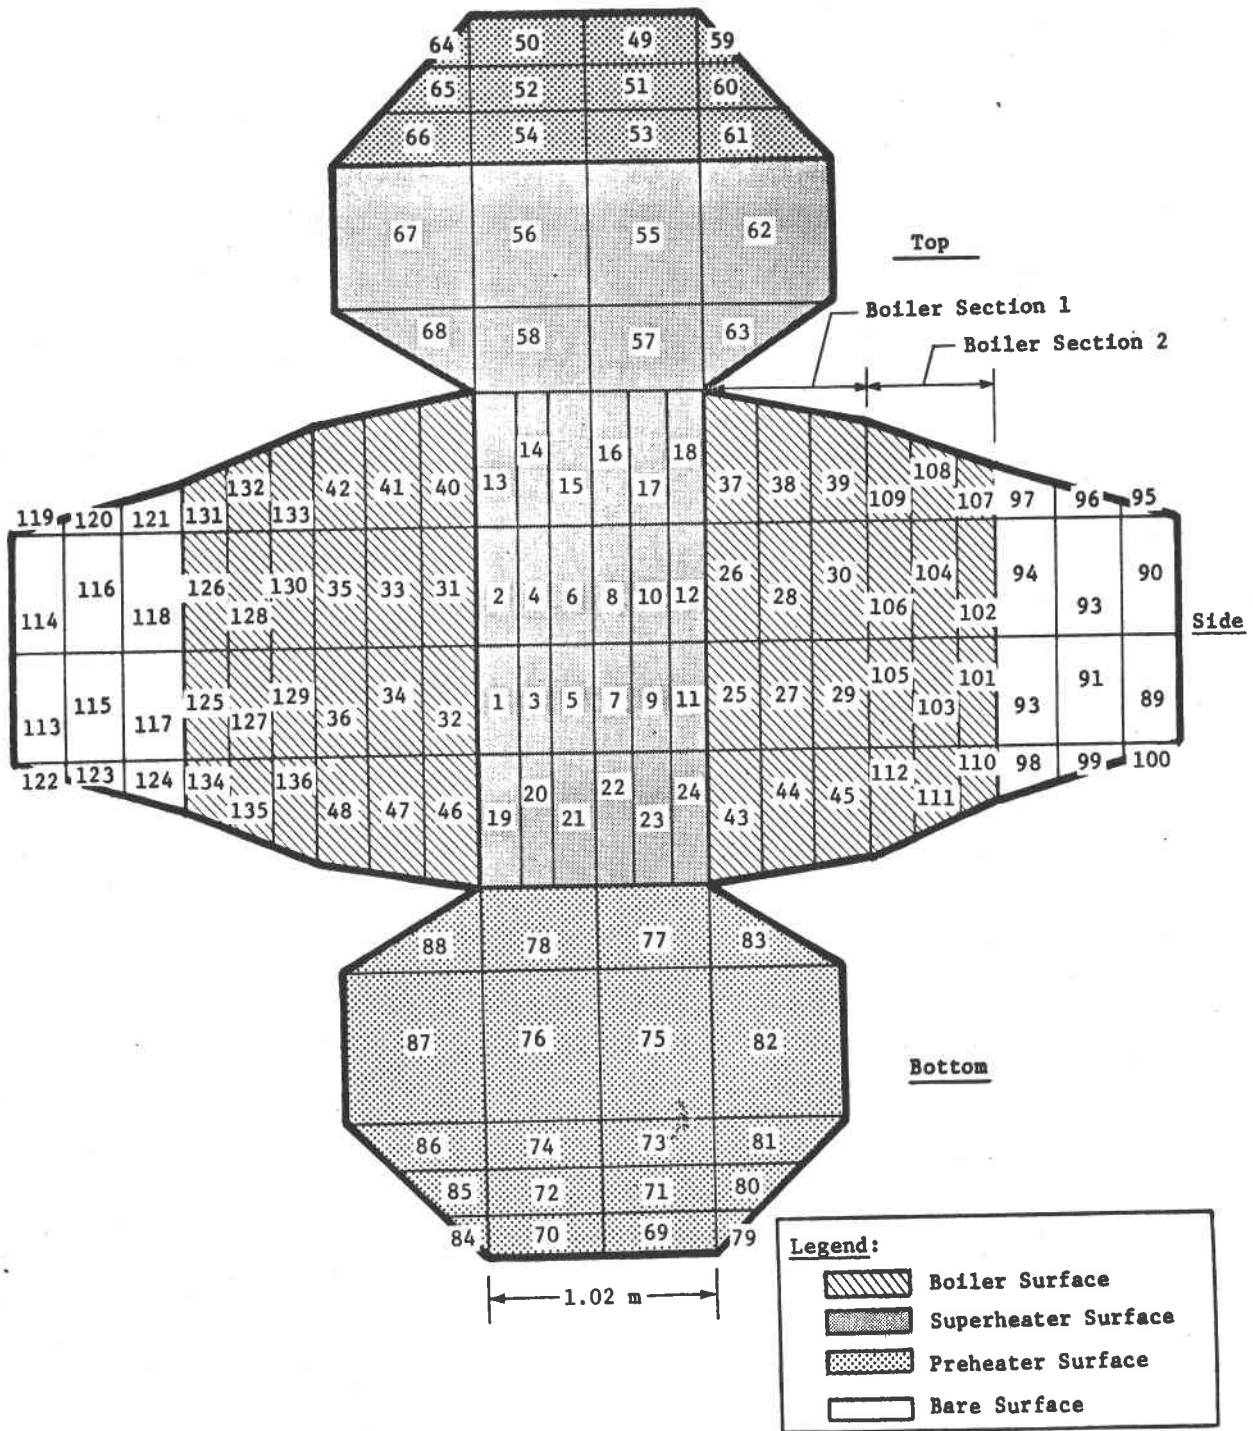 64 50 49 59
65 52 51 60
66 54 53 61
67 56 55 62
Top
Boiler Section 1
68 58 57 63
Boiler Section 2
14 16 18 108
132 42 41 40 13 15 17 37 38 39 109 107 97 96 95
119 120 121 131 133
116 126 130 35 33 31 2 4 6 8 10 12 26 28 30 104 94 90
114 118 128 106 102 93
Side
115 125 129 34 1 3 5 7 9 11 25 27 29 105 101 91 89
113 117 127 36 32 103 93
122 123 124 134 136 20 22 24 44 45 112 110 98 99 100
135 48 47 46 19 21 23 43 111
88 78 77 83
87 76 75 82
Bottom
86 74 73 81
85 72 71 80
84 70 69 79
1.02 m
Legend:
Boiler Surface
Superheater Surface
Preheater Surface
Bare Surface